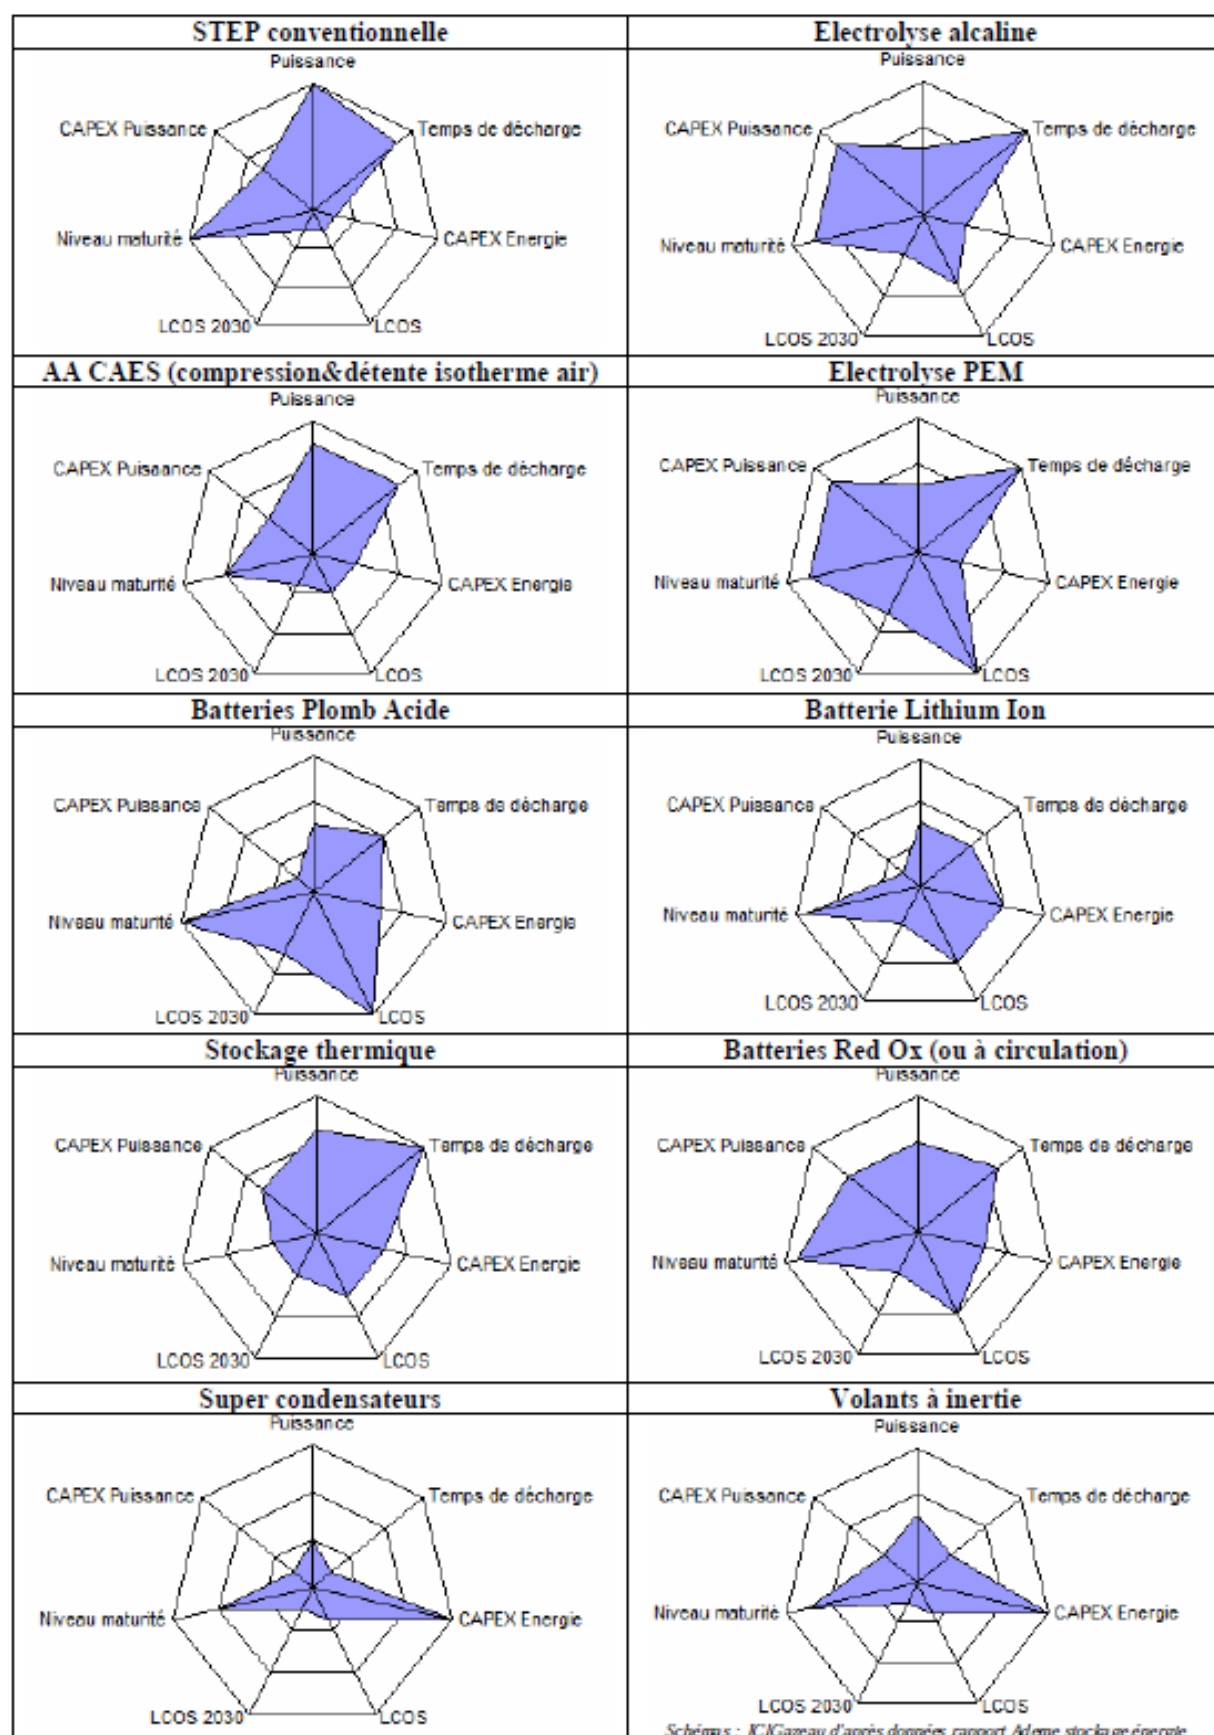 STEP conventionnelle
Puissance
CAPEX Puissance
Temps de décharge
Niveau maturité
CAPEX Energie
LCOS 2030
LCOS
Electrolyse alcaline
Puissance
CAPEX Puissance
Temps de décharge
Niveau maturité
CAPEX Energie
LCOS 2030
LCOS
AA CAES (compression&détente isotherme air)
Puissance
CAPEX Puissance
Temps de décharge
Niveau maturité
CAPEX Energie
LCOS 2030
LCOS
Electrolyse PEM
Puissance
CAPEX Puissance
Temps de décharge
Niveau maturité
CAPEX Energie
LCOS 2030
LCOS
Batteries Plomb Acide
Puissance
CAPEX Puissance
Temps de décharge
Niveau maturité
CAPEX Energie
LCOS 2030
LCOS
Batterie Lithium Ion
Puissance
CAPEX Puissance
Temps de décharge
Niveau maturité
CAPEX Energie
LCOS 2030
LCOS
Stockage thermique
Puissance
CAPEX Puissance
Temps de décharge
Niveau maturité
CAPEX Energie
LCOS 2030
LCOS
Batteries Red Ox (ou à circulation)
Puissance
CAPEX Puissance
Temps de décharge
Niveau maturité
CAPEX Energie
LCOS 2030
LCOS
Super condensateurs
Puissance
CAPEX Puissance
Temps de décharge
Niveau maturité
CAPEX Energie
LCOS 2030
LCOS
Volants à inertie
Puissance
CAPEX Puissance
Temps de décharge
Niveau maturité
CAPEX Energie
LCOS 2030
LCOS
Schémas : d'après données rapport Ademe stockage énergie